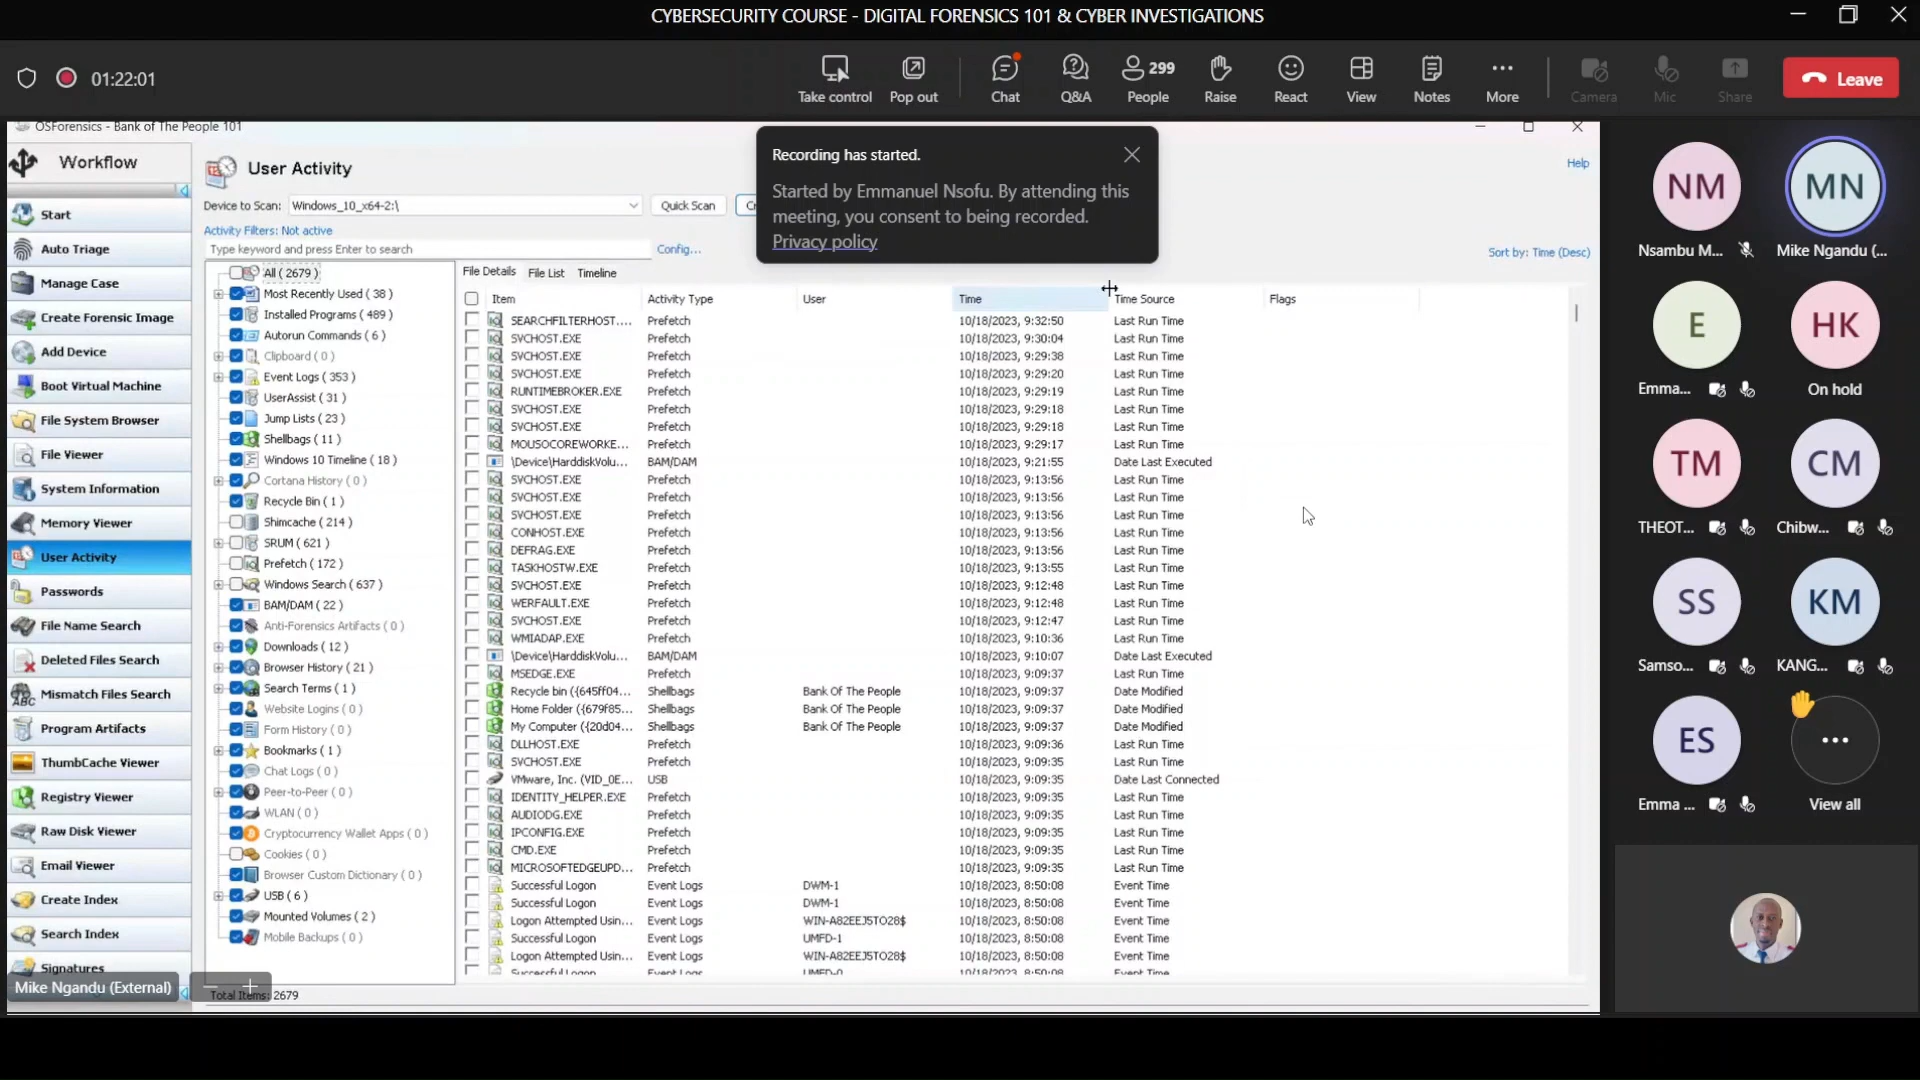 CYBERSECURITY COURSE - DIGITAL FORENSICS 101 & CYBER INVESTIGATIONS
01:22:01
Take control
Pop out
Chat
Q&A
299
People
Raise
React
View
Notes
More
Camera
Mic
Share
Leave
OSForensics - Bank of The People 101
Workflow
Start
Auto Triage
Manage Case
Create Forensic Image
Add Device
Boot Virtual Machine
File System Browser
File Viewer
System Information
Memory Viewer
User Activity
Passwords
File Name Search
Deleted Files Search
Mismatch Files Search
Program Artifacts
ThumbCache Viewer
Registry Viewer
Raw Disk Viewer
Email Viewer
Create Index
Search Index
Signatures
Mike Ngandu (External)
User Activity
Help
Device to Scan: Windows_10_x64-2:\
Quick Scan
Activity Filters: Not active
Type keyword and press Enter to search
Config...
Sort by: Time (Desc)
Recording has started.
Started by Emmanuel Nsofu. By attending this
meeting, you consent to being recorded.
Privacy policy
All ( 2679 )
Most Recently Used ( 38 )
Installed Programs ( 489 )
Autorun Commands ( 6 )
Clipboard ( 0 )
Event Logs ( 353 )
UserAssist ( 31 )
Jump Lists ( 23 )
Shellbags ( 11 )
Windows 10 Timeline ( 18 )
Cortana History ( 0 )
Recycle Bin ( 1 )
Shimcache ( 214 )
SRUM ( 621 )
Prefetch ( 172 )
Windows Search ( 637 )
BAM/DAM ( 22 )
Anti-Forensics Artifacts ( 0 )
Downloads ( 12 )
Browser History ( 21 )
Search Terms ( 1 )
Website Logins ( 0 )
Form History ( 0 )
Bookmarks ( 1 )
Chat Logs ( 0 )
Peer-to-Peer ( 0 )
WLAN ( 0 )
Cryptocurrency Wallet Apps ( 0 )
Cookies ( 0 )
Browser Custom Dictionary ( 0 )
USB ( 6 )
Mounted Volumes ( 2 )
Mobile Backups ( 0 )
Total Items: 2679
File Details File List Timeline
Item Activity Type User Time Time Source Flags
SEARCHFILTERHOST.... Prefetch 10/18/2023, 9:32:50 Last Run Time
SVCHOST.EXE Prefetch 10/18/2023, 9:30:04 Last Run Time
SVCHOST.EXE Prefetch 10/18/2023, 9:29:38 Last Run Time
SVCHOST.EXE Prefetch 10/18/2023, 9:29:20 Last Run Time
RUNTIMEBROKER.EXE Prefetch 10/18/2023, 9:29:19 Last Run Time
SVCHOST.EXE Prefetch 10/18/2023, 9:29:18 Last Run Time
SVCHOST.EXE Prefetch 10/18/2023, 9:29:18 Last Run Time
MOUSOCOREWORKE... Prefetch 10/18/2023, 9:29:17 Last Run Time
\Device\HarddiskVolu... BAM/DAM 10/18/2023, 9:21:55 Date Last Executed
SVCHOST.EXE Prefetch 10/18/2023, 9:13:56 Last Run Time
SVCHOST.EXE Prefetch 10/18/2023, 9:13:56 Last Run Time
SVCHOST.EXE Prefetch 10/18/2023, 9:13:56 Last Run Time
CONHOST.EXE Prefetch 10/18/2023, 9:13:56 Last Run Time
DEFRAG.EXE Prefetch 10/18/2023, 9:13:56 Last Run Time
TASKHOSTW.EXE Prefetch 10/18/2023, 9:13:55 Last Run Time
SVCHOST.EXE Prefetch 10/18/2023, 9:12:48 Last Run Time
WERFAULT.EXE Prefetch 10/18/2023, 9:12:48 Last Run Time
SVCHOST.EXE Prefetch 10/18/2023, 9:12:47 Last Run Time
WMIADAP.EXE Prefetch 10/18/2023, 9:10:36 Last Run Time
\Device\HarddiskVolu... BAM/DAM 10/18/2023, 9:10:07 Date Last Executed
MSEDGE.EXE Prefetch 10/18/2023, 9:09:37 Last Run Time
Recycle bin ({645ff04... Shellbags Bank Of The People 10/18/2023, 9:09:37 Date Modified
Home Folder ({679f85... Shellbags Bank Of The People 10/18/2023, 9:09:37 Date Modified
My Computer ({20d04... Shellbags Bank Of The People 10/18/2023, 9:09:37 Date Modified
DLLHOST.EXE Prefetch 10/18/2023, 9:09:36 Last Run Time
SVCHOST.EXE Prefetch 10/18/2023, 9:09:35 Last Run Time
VMware, Inc. (VID_0E... USB 10/18/2023, 9:09:35 Date Last Connected
IDENTITY_HELPER.EXE Prefetch 10/18/2023, 9:09:35 Last Run Time
AUDIODG.EXE Prefetch 10/18/2023, 9:09:35 Last Run Time
IPCONFIG.EXE Prefetch 10/18/2023, 9:09:35 Last Run Time
CMD.EXE Prefetch 10/18/2023, 9:09:35 Last Run Time
MICROSOFTEDGEUPD... Prefetch 10/18/2023, 9:09:35 Last Run Time
Successful Logon Event Logs DWM-1 10/18/2023, 8:50:08 Event Time
Successful Logon Event Logs DWM-1 10/18/2023, 8:50:08 Event Time
Logon Attempted Usin... Event Logs WIN-A82EEJ5TO28$ 10/18/2023, 8:50:08 Event Time
Successful Logon Event Logs UMFD-1 10/18/2023, 8:50:08 Event Time
Logon Attempted Usin... Event Logs WIN-A82EEJ5TO28$ 10/18/2023, 8:50:08 Event Time
Successful Logon Event Logs UMFD-0 10/18/2023, 8:50:08 Event Time
NM
Nsambu M...
MN
Mike Ngandu (...
E
Emma...
HK
On hold
TM
THEOT...
CM
Chibw...
SS
Samso...
KM
KANG...
ES
Emma ...
View all